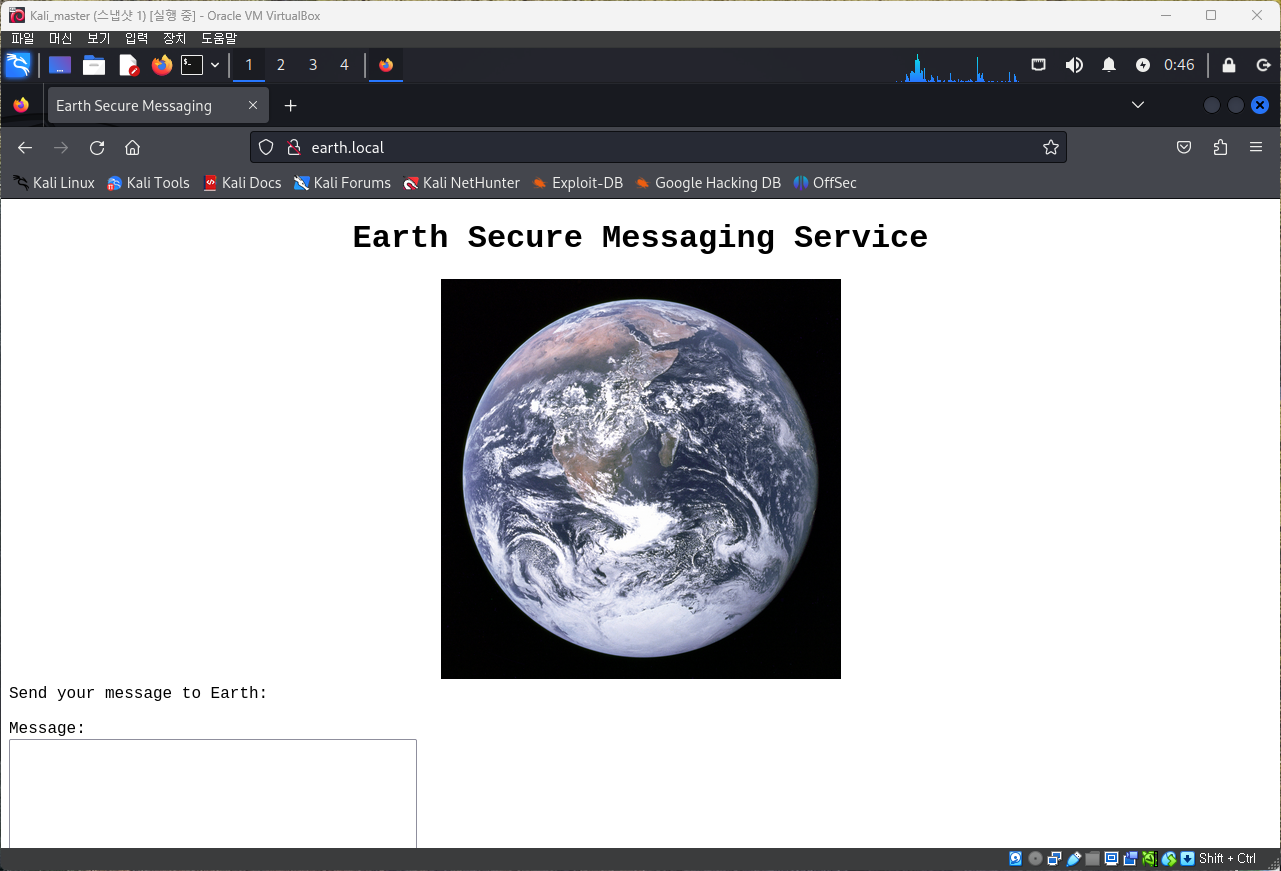 Kali_master (스냅샷 1) [실행 중] - Oracle VM VirtualBox
파일 머신 보기 입력 장치 도움말
1 2 3 4 0:46
Earth Secure Messaging
earth.local
Kali Linux Kali Tools Kali Docs Kali Forums Kali NetHunter Exploit-DB Google Hacking DB OffSec
Earth Secure Messaging Service
Send your message to Earth:
Message:
Shift + Ctrl